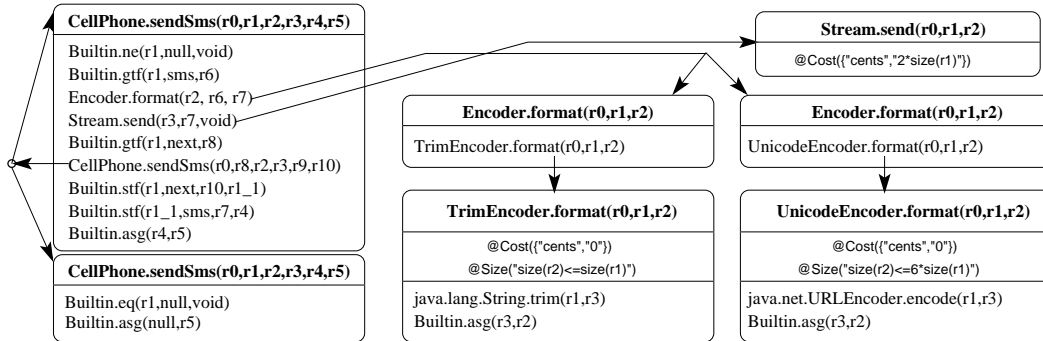 CellPhone.sendSms(r0,r1,r2,r3,r4,r5)
Builtin.ne(r1,null,void)
Builtin.gtf(r1,sms,r6)
Encoder.format(r2, r6, r7)
Stream.send(r3,r7,void)
Builtin.gtf(r1,next,r8)
CellPhone.sendSms(r0,r8,r2,r3,r9,r10)
Builtin.stf(r1,next,r10,r1_1)
Builtin.stf(r1_1,sms,r7,r4)
Builtin.asg(r4,r5)
CellPhone.sendSms(r0,r1,r2,r3,r4,r5)
Builtin.eq(r1,null,void)
Builtin.asg(null,r5)
Stream.send(r0,r1,r2)
@Cost({"cents","2*size(r1)"})
Encoder.format(r0,r1,r2)
TrimEncoder.format(r0,r1,r2)
Encoder.format(r0,r1,r2)
UnicodeEncoder.format(r0,r1,r2)
TrimEncoder.format(r0,r1,r2)
@Cost({"cents","0"})
@Size("size(r2)<=size(r1)")
java.lang.String.trim(r1,r3)
Builtin.asg(r3,r2)
UnicodeEncoder.format(r0,r1,r2)
@Cost({"cents","0"})
@Size("size(r2)<=6*size(r1)")
java.net.URLEncoder.encode(r1,r3)
Builtin.asg(r3,r2)